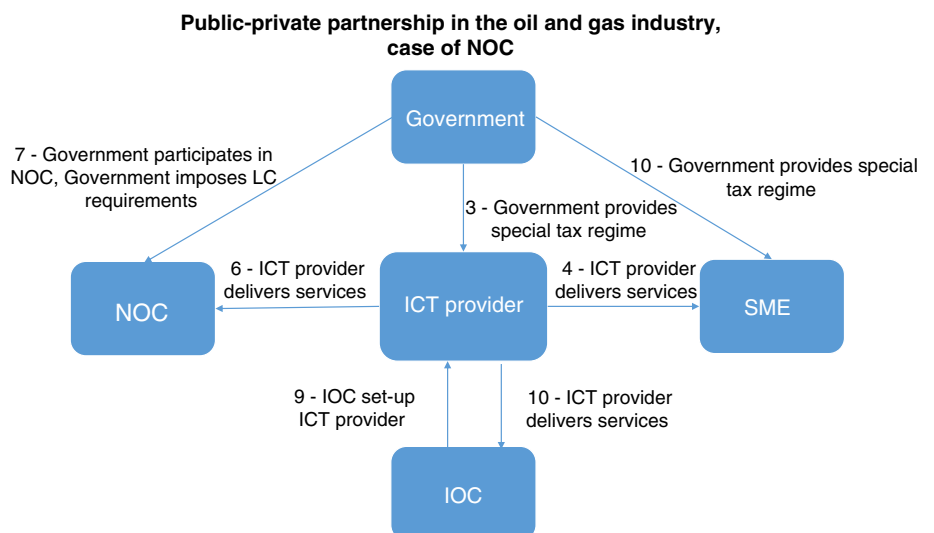 Public-private partnership in the oil and gas industry,
case of NOC
Government
7 - Government participates in
NOC, Government imposes LC
requirements
10 - Government provides special
tax regime
3 - Government provides
special tax regime
6 - ICT provider
delivers services
4 - ICT provider
delivers services
NOC
ICT provider
SME
9 - IOC set-up
ICT provider
10 - ICT provider
delivers services
IOC